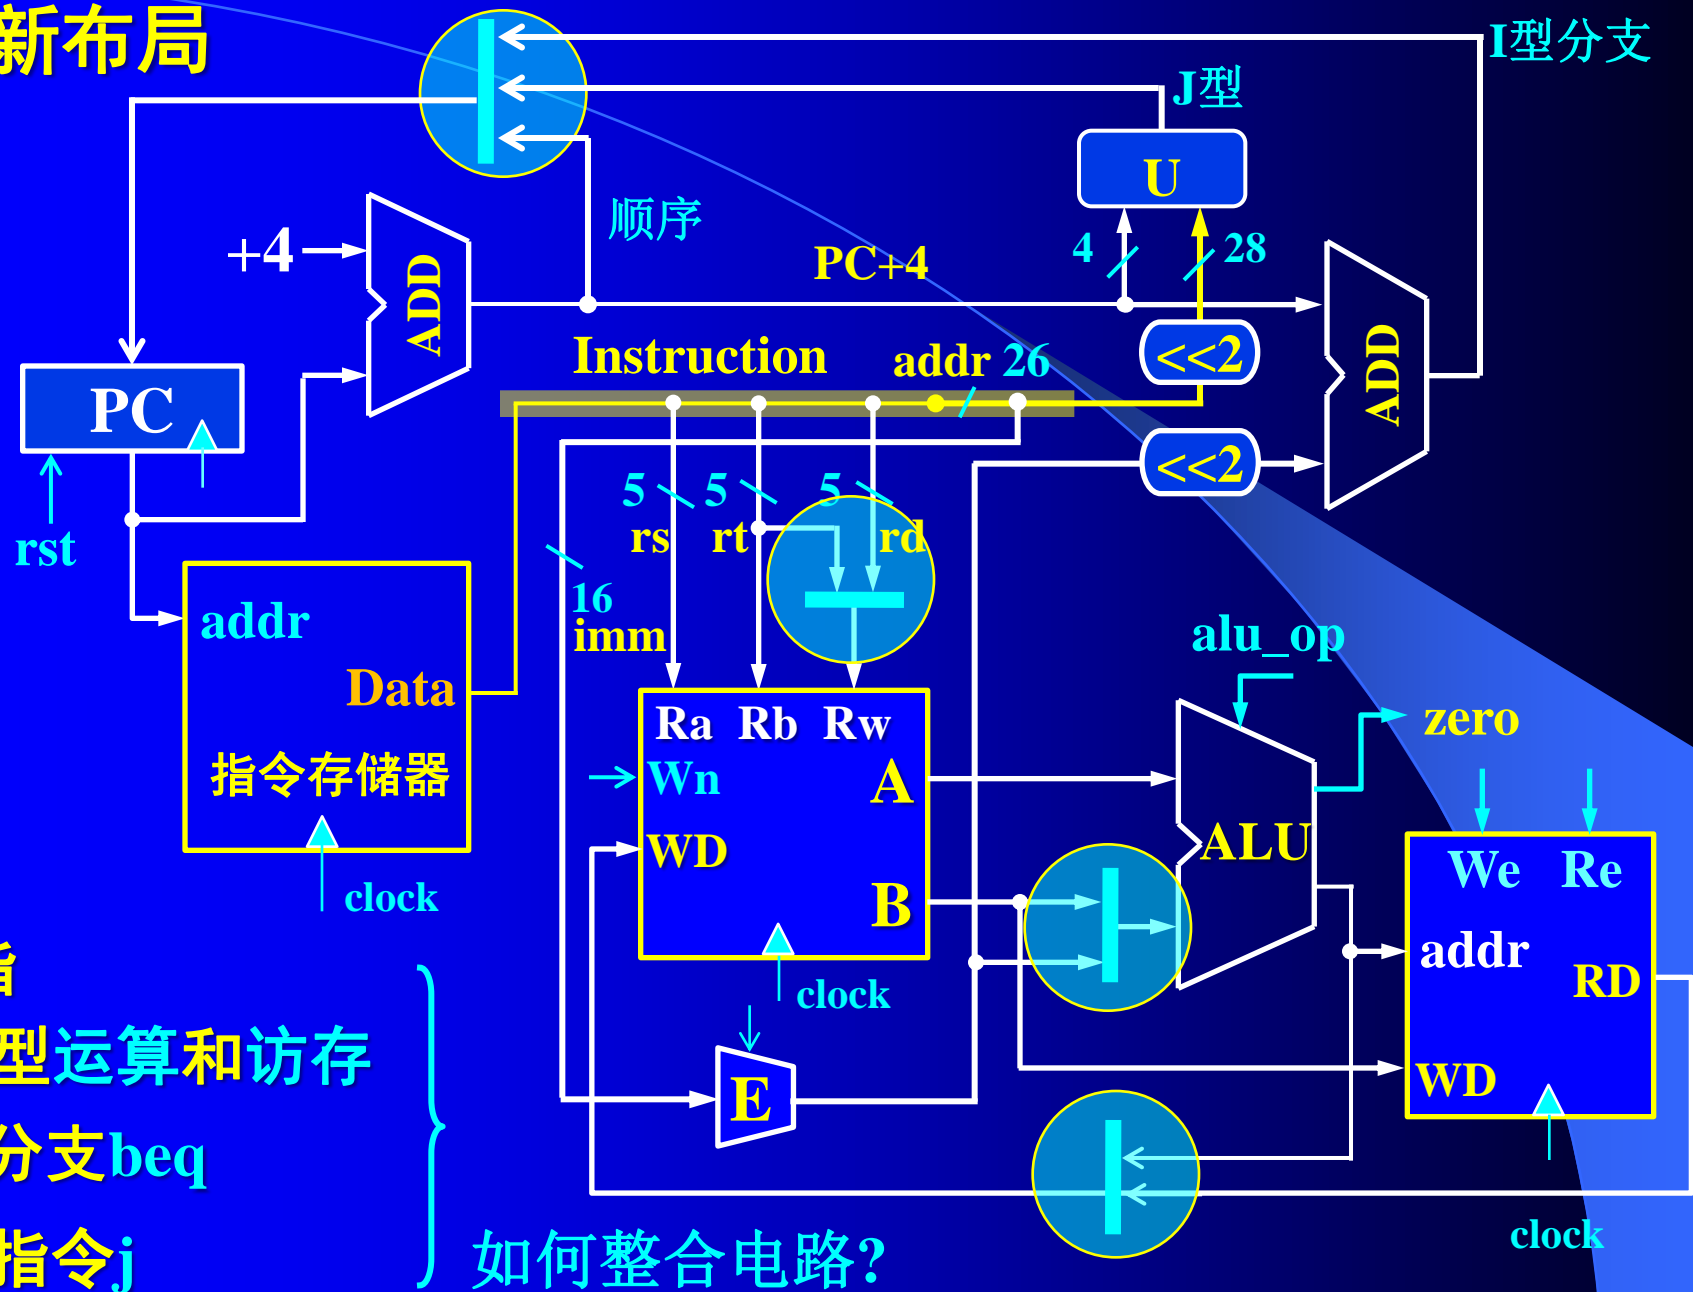 新布局
I型分支
J型
U
顺序
4
28
+4
ADD
PC+4
<<2
ADD
Instruction
addr 26
PC
<<2
5
5
5
rst
rs
rt
rd
16
imm
addr
Data
指令存储器
clock
alu_op
zero
Ra Rb Rw
Wn
A
WD
B
ALU
We Re
addr
RD
WD
clock
E
clock
型运算和访存
分支beq
指令j
如何整合电路?